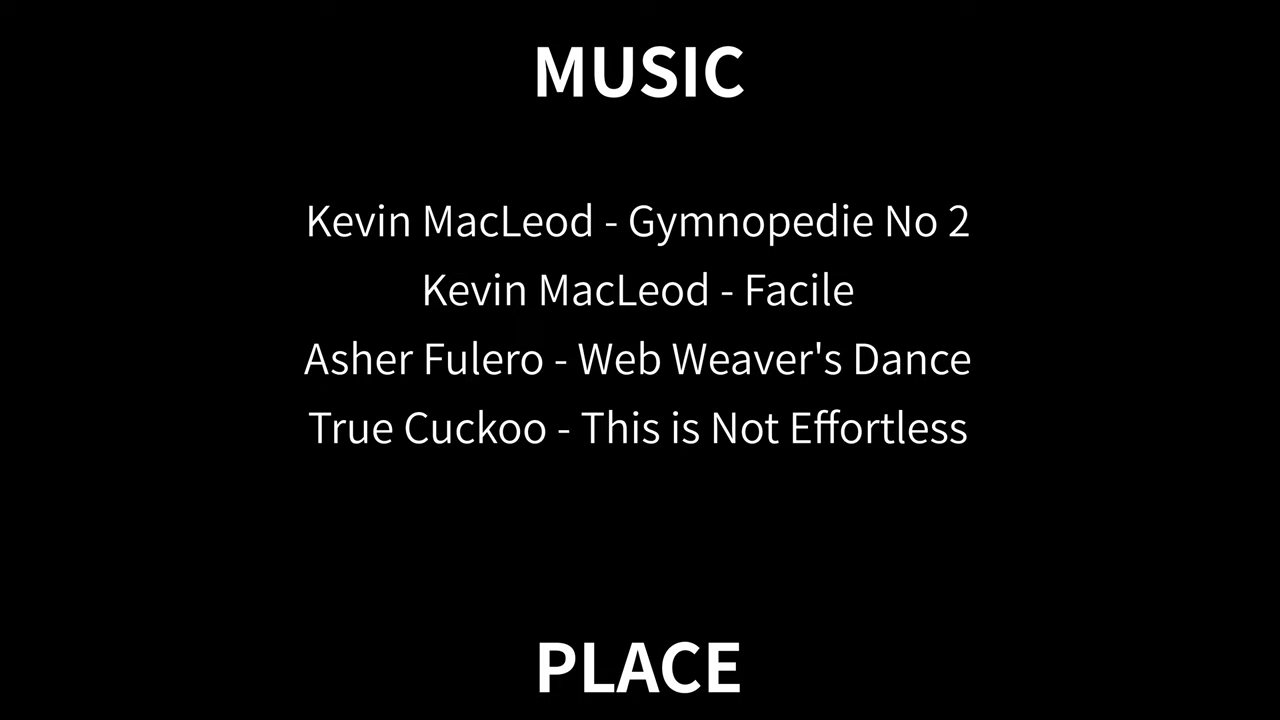 MUSIC
Kevin MacLeod - Gymnopedie No 2
Kevin MacLeod - Facile
Asher Fulero - Web Weaver's Dance
True Cuckoo - This is Not Effortless
PLACE